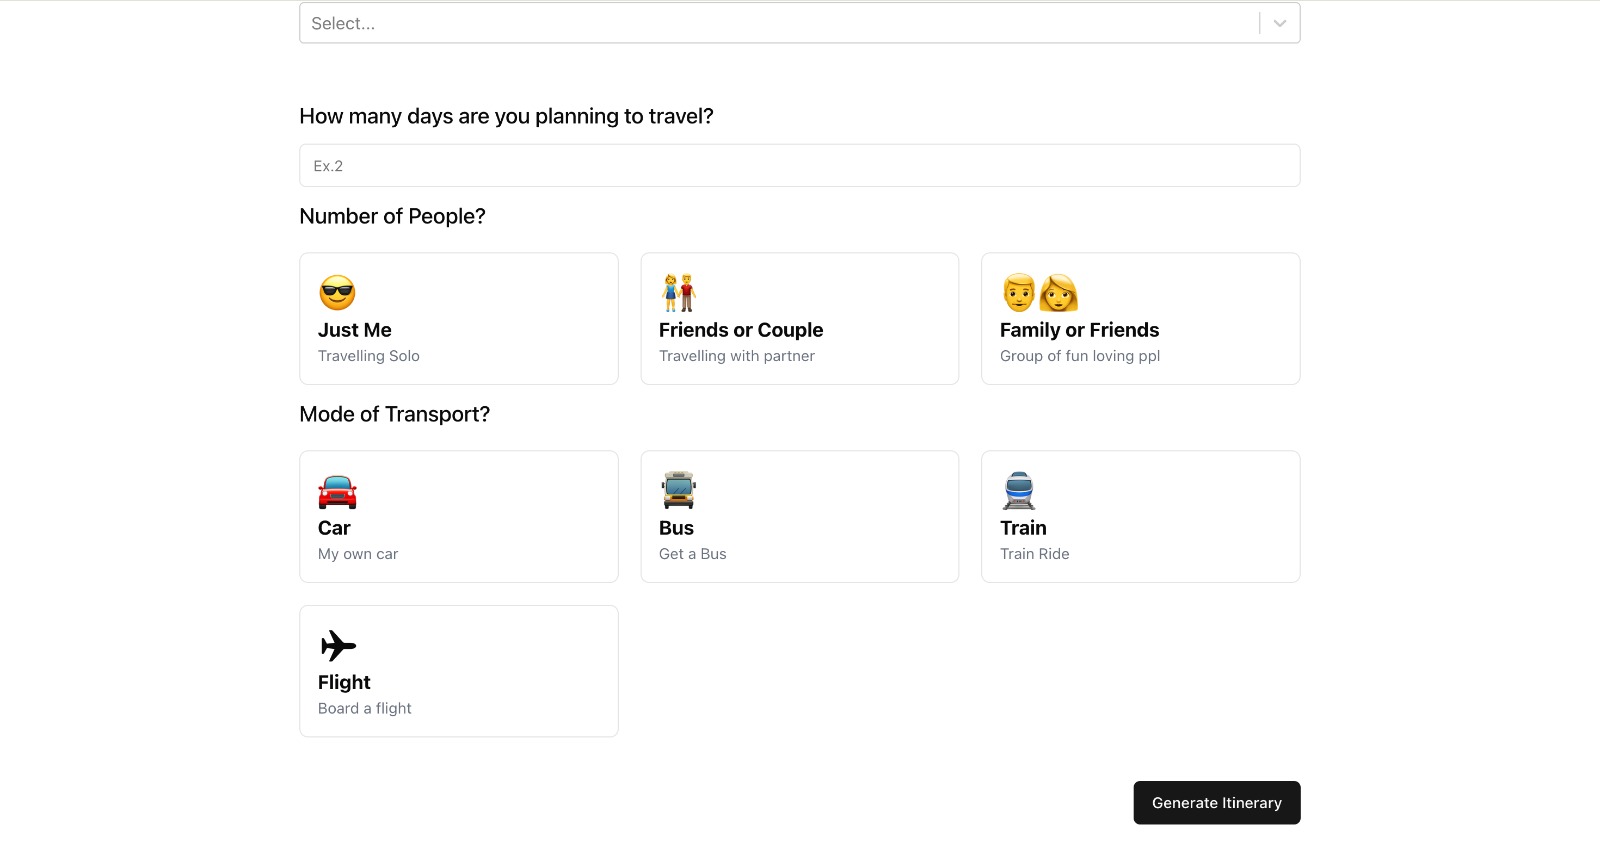 Select...
How many days are you planning to travel?
Ex.2
Number of People?
Just Me
Travelling Solo
Friends or Couple
Travelling with partner
Family or Friends
Group of fun loving ppl
Mode of Transport?
Car
My own car
Bus
Get a Bus
Train
Train Ride
Flight
Board a flight
Generate Itinerary